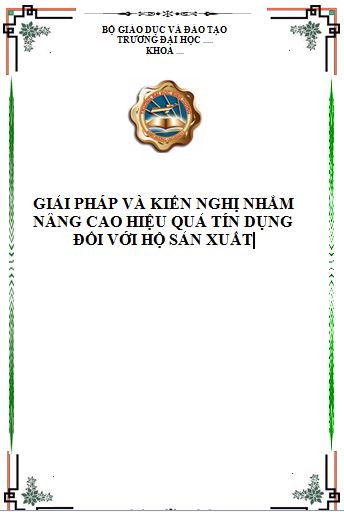 BỘ GIÁO DỤC VÀ ĐÀO TẠO
TRƯỜNG ĐẠI HỌC .....
KHOA ....
GIẢI PHÁP VÀ KIẾN NGHỊ NHẰM
NÂNG CAO HIỆU QUẢ TÍN DỤNG
ĐỐI VỚI HỘ SẢN XUẤT